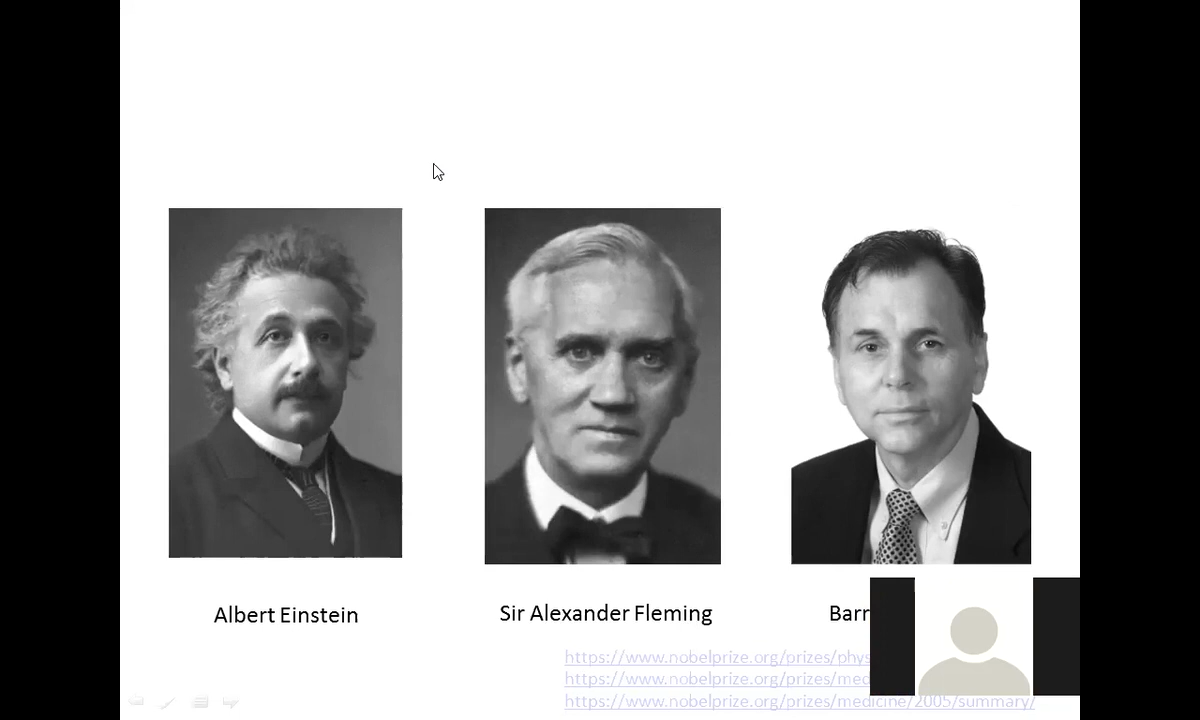 Albert Einstein
Sir Alexander Fleming
Barr
https://www.nobelprize.org/prizes/phys
https://www.nobelprize.org/prizes/med
https://www.nobelprize.org/prizes/medicine/2005/summary/